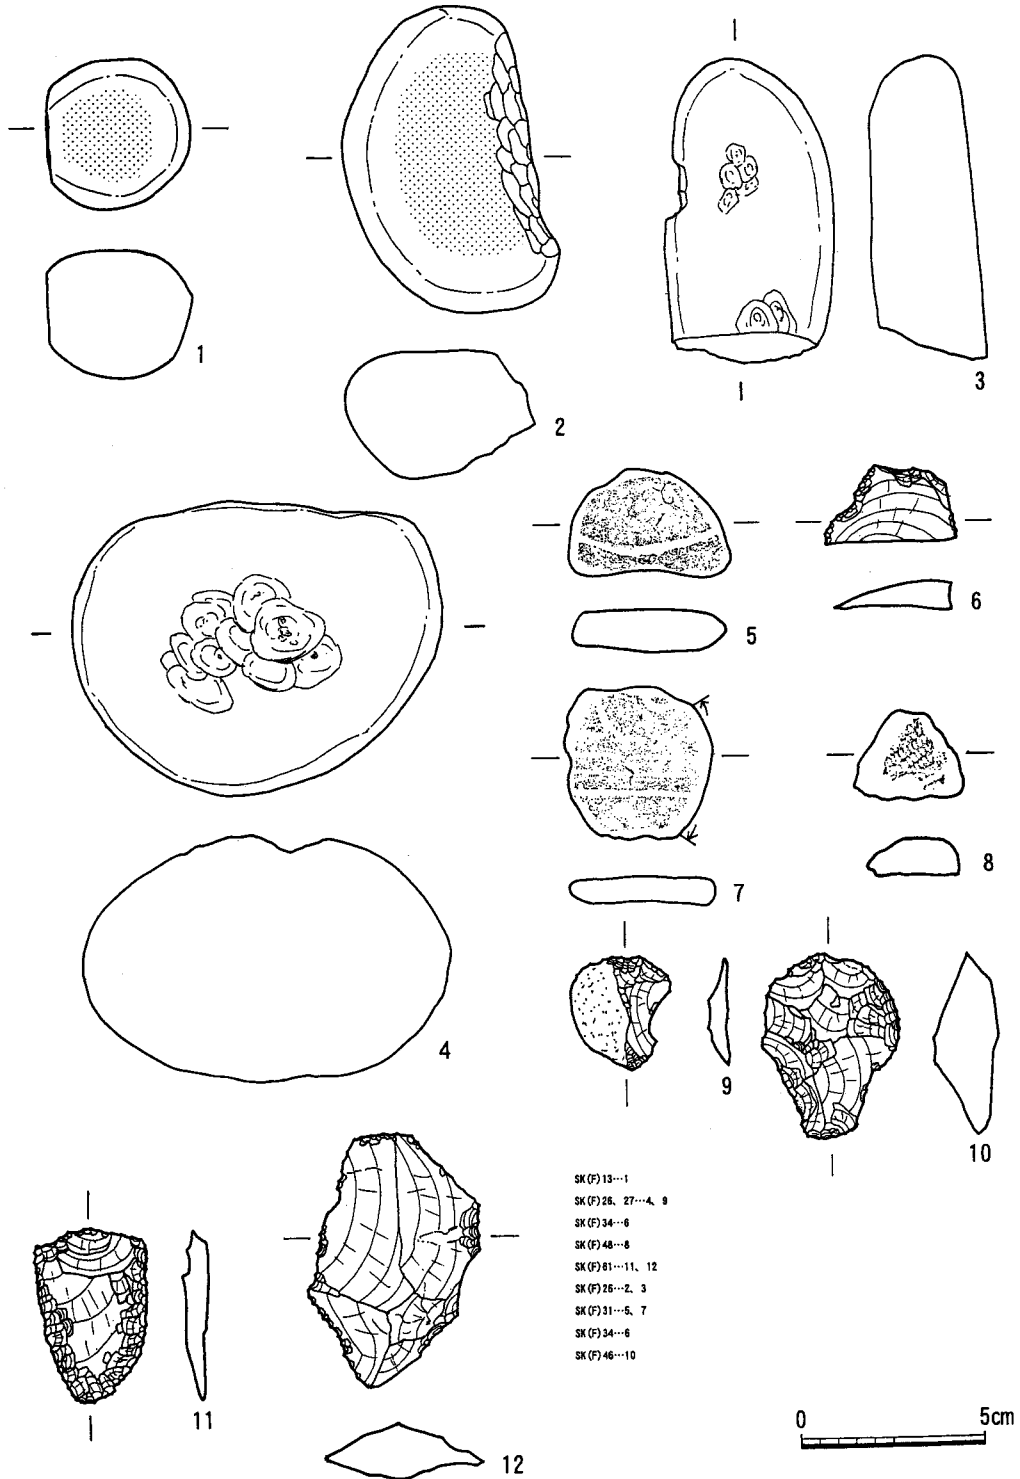 1
2
3
4
5
6
7
8
9
10
11
12
SK(F)13…1
SK(F)26、27…4、9
SK(F)34…6
SK(F)48…8
SK(F)61…11、12
SK(F)26…2、3
SK(F)31…5、7
SK(F)34…6
SK(F)46…10
0 5cm